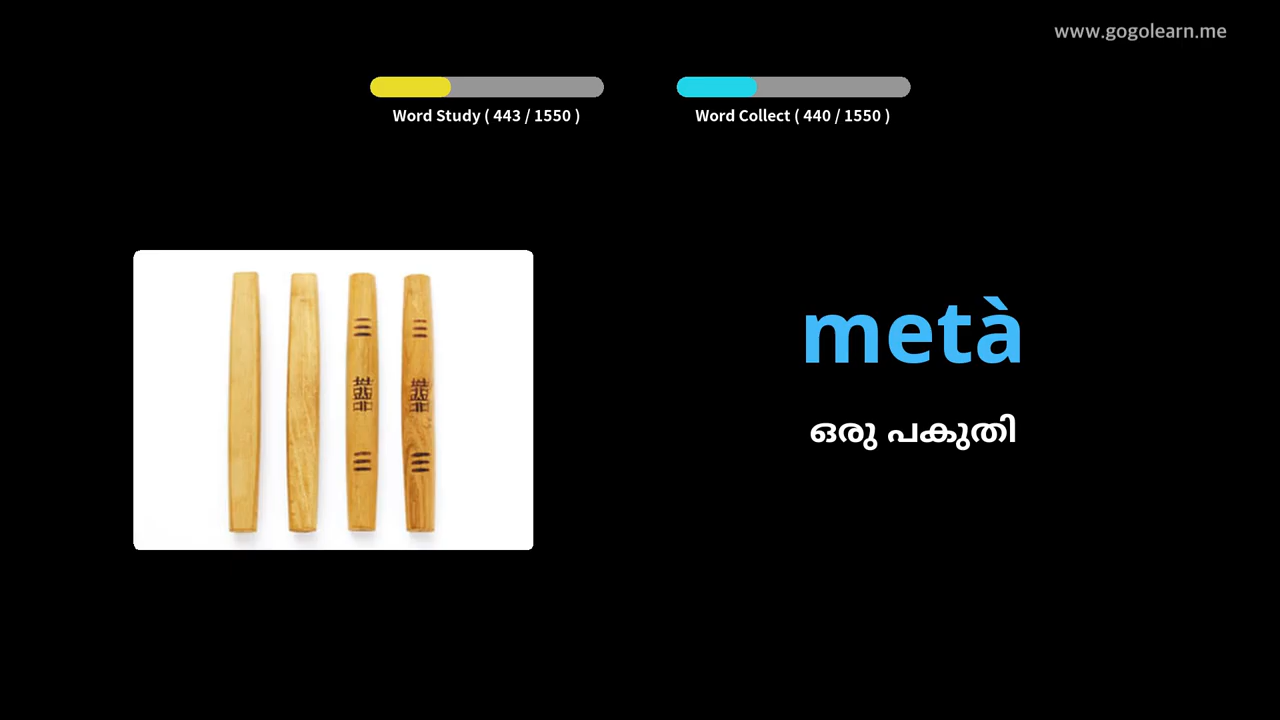 www.gogolearn.me
Word Study ( 443 / 1550 )
Word Collect ( 440 / 1550 )
metà
ഒരു പകുതി